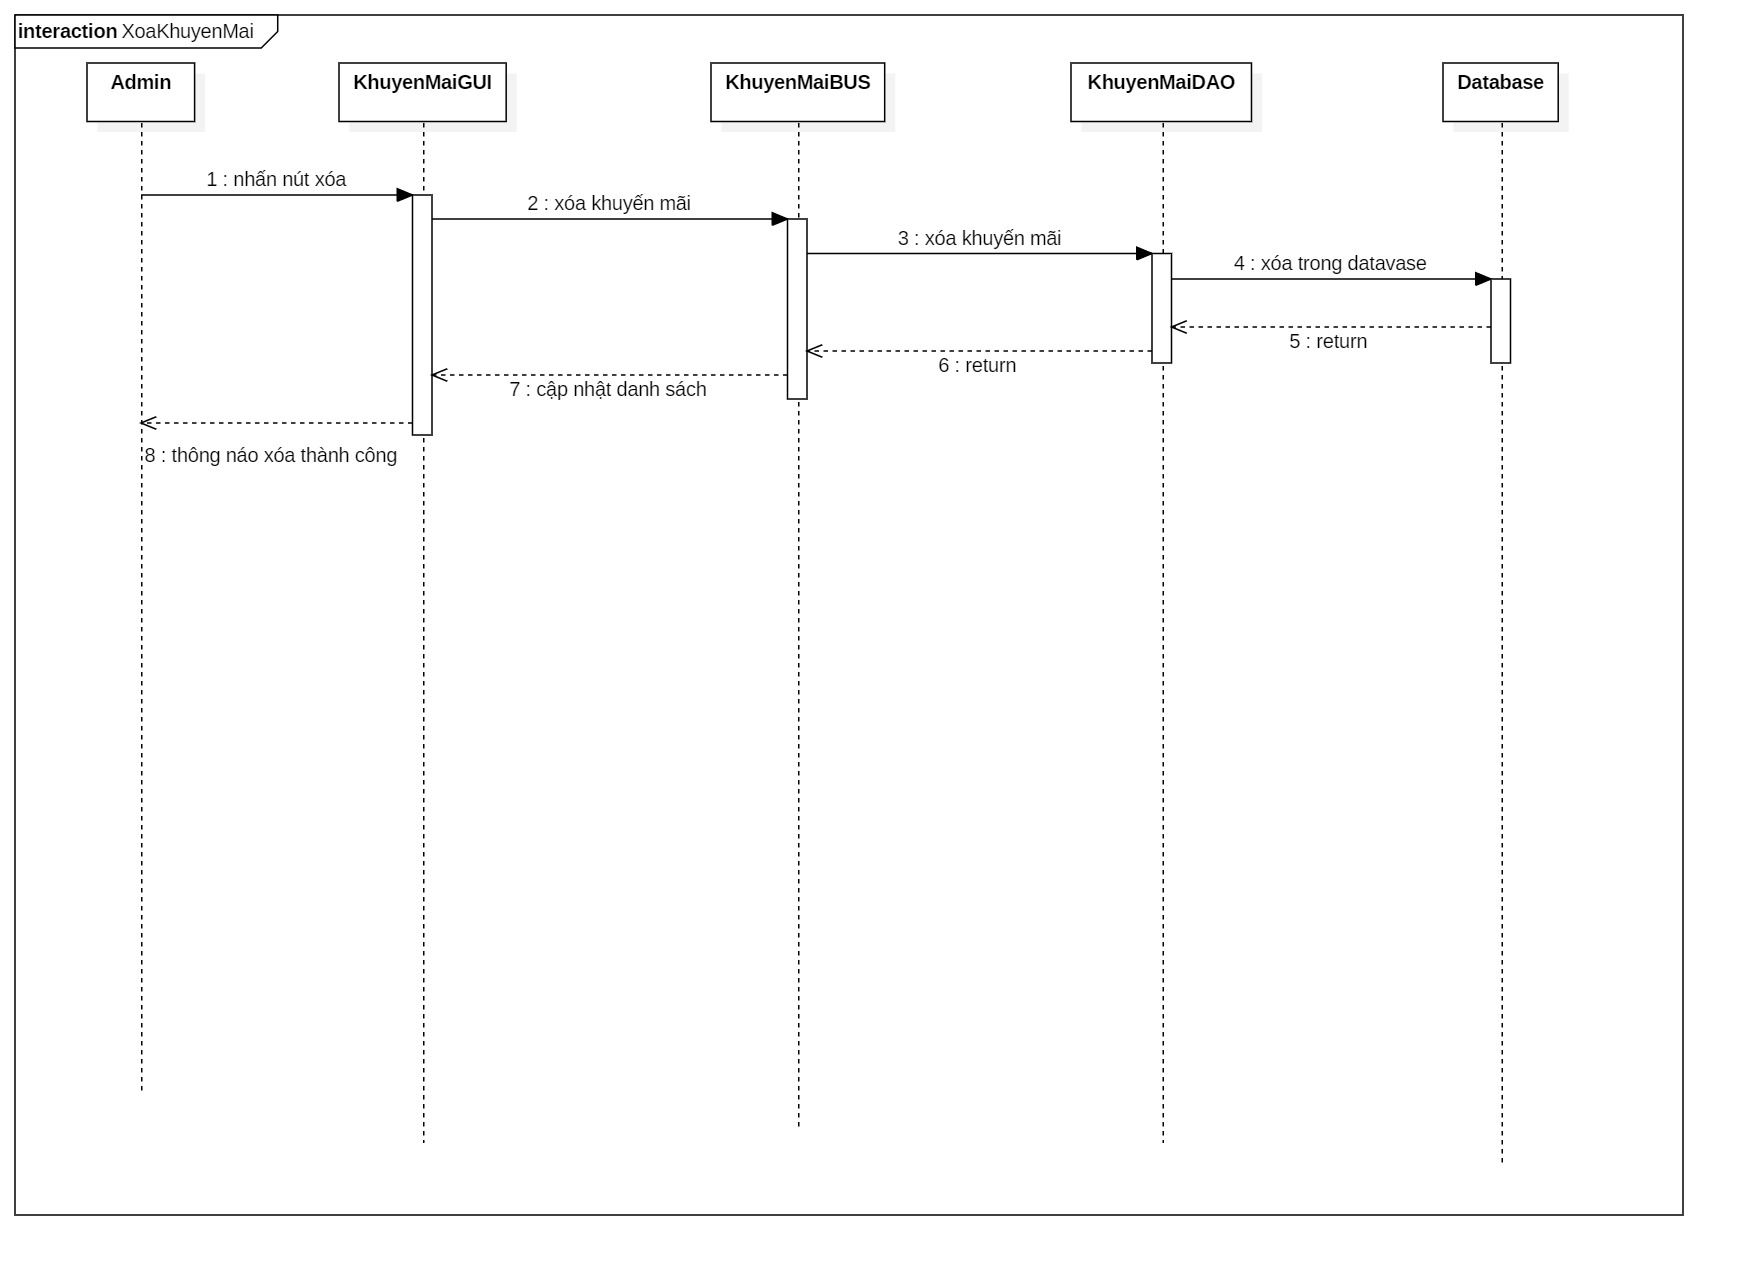 interaction XoaKhuyenMai
Admin
KhuyenMaiGUI
KhuyenMaiBUS
KhuyenMaiDAO
Database
1 : nhấn nút xóa
2 : xóa khuyến mãi
3 : xóa khuyến mãi
4 : xóa trong datavase
5 : return
6 : return
7 : cập nhật danh sách
8 : thông náo xóa thành công